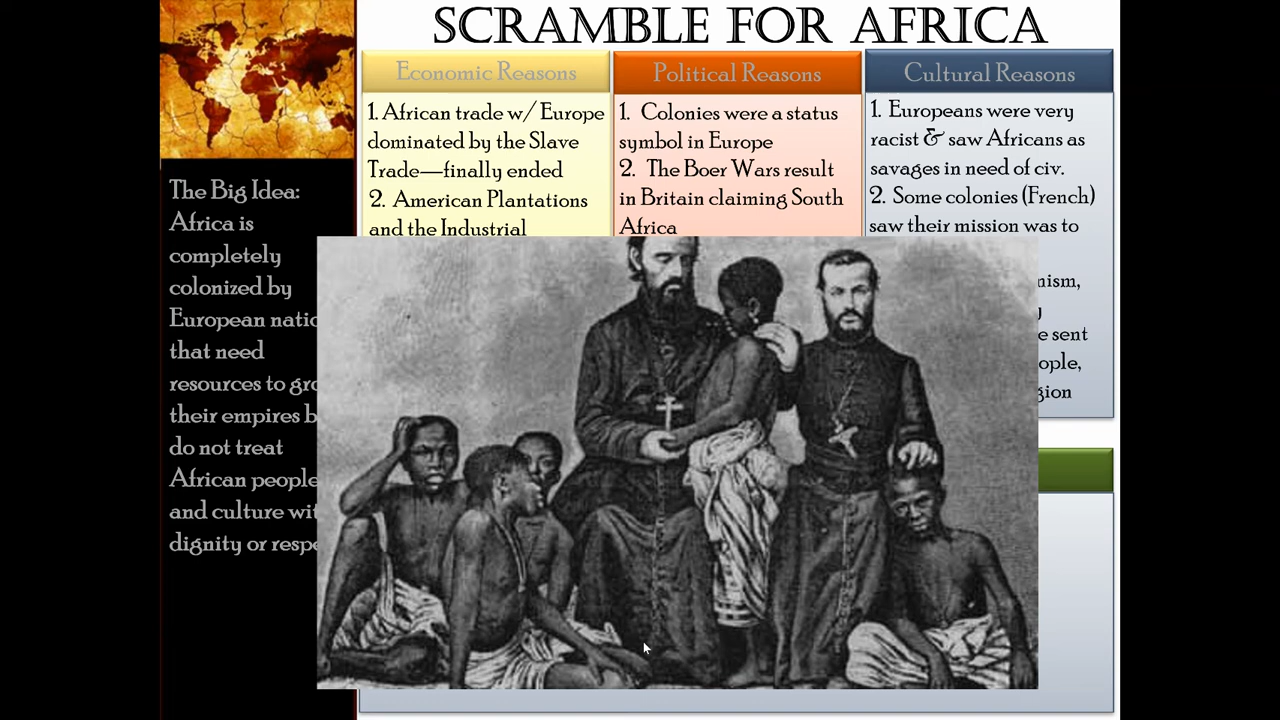 SCRAMBLE FOR AFRICA
The Big Idea:
Africa is
completely
colonized by
European
that need
resources to
their empires
do not treat
African people
and culture
dignity or
Economic Reasons
1. African trade w/ Europe
dominated by the Slave
Trade—finally ended
2. American Plantations
and the Industrial
Political Reasons
1. Colonies were a status
symbol in Europe
2. The Boer Wars result
in Britain claiming South
Africa
Cultural Reasons
1. Europeans were very
racist & saw Africans as
savages in need of civ.
2. Some colonies (French)
saw their mission was to
sent